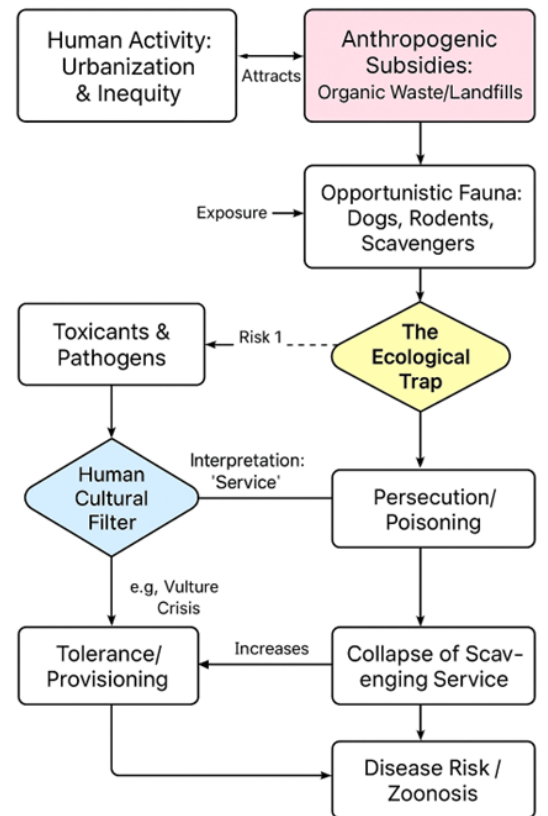 Human Activity:
Urbanization
& Inequity
Attracts
Anthropogenic
Subsidies:
Organic Waste/Landfills
Exposure
Opportunistic Fauna:
Dogs, Rodents,
Scavengers
Toxicants &
Pathogens
Risk 1
The
Ecological
Trap
Human
Cultural
Filter
Interpretation:
'Service'
Persecution/
Poisoning
e.g, Vulture
Crisis
Tolerance/
Provisioning
Increases
Collapse of Scav-
enging Service
Disease Risk /
Zoonosis